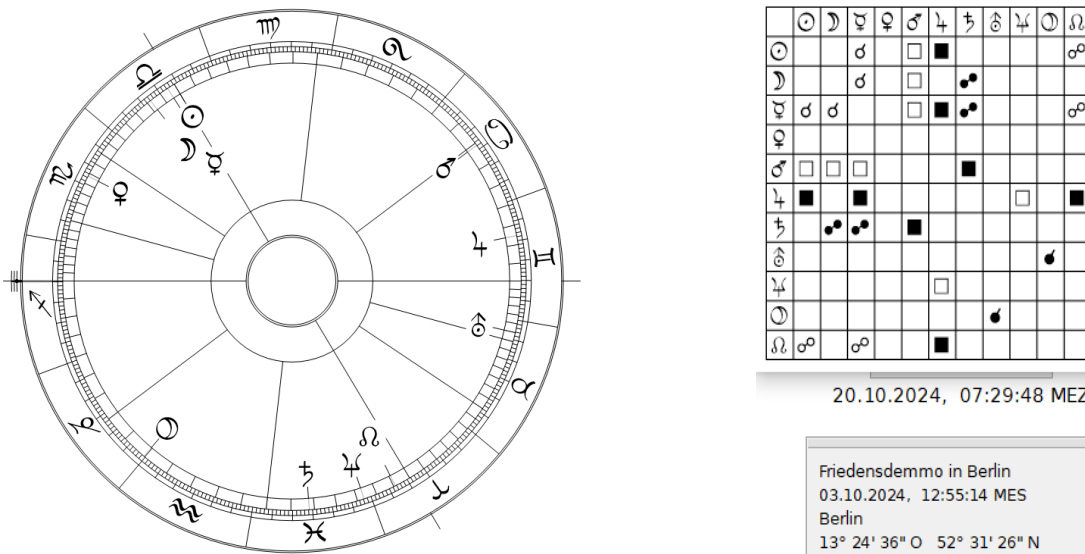 20.10.2024, 07:29:48 MEZ
Friedensdemmo in Berlin
03.10.2024, 12:55:14 MES
Berlin
13° 24' 36" O 52° 31' 26" N